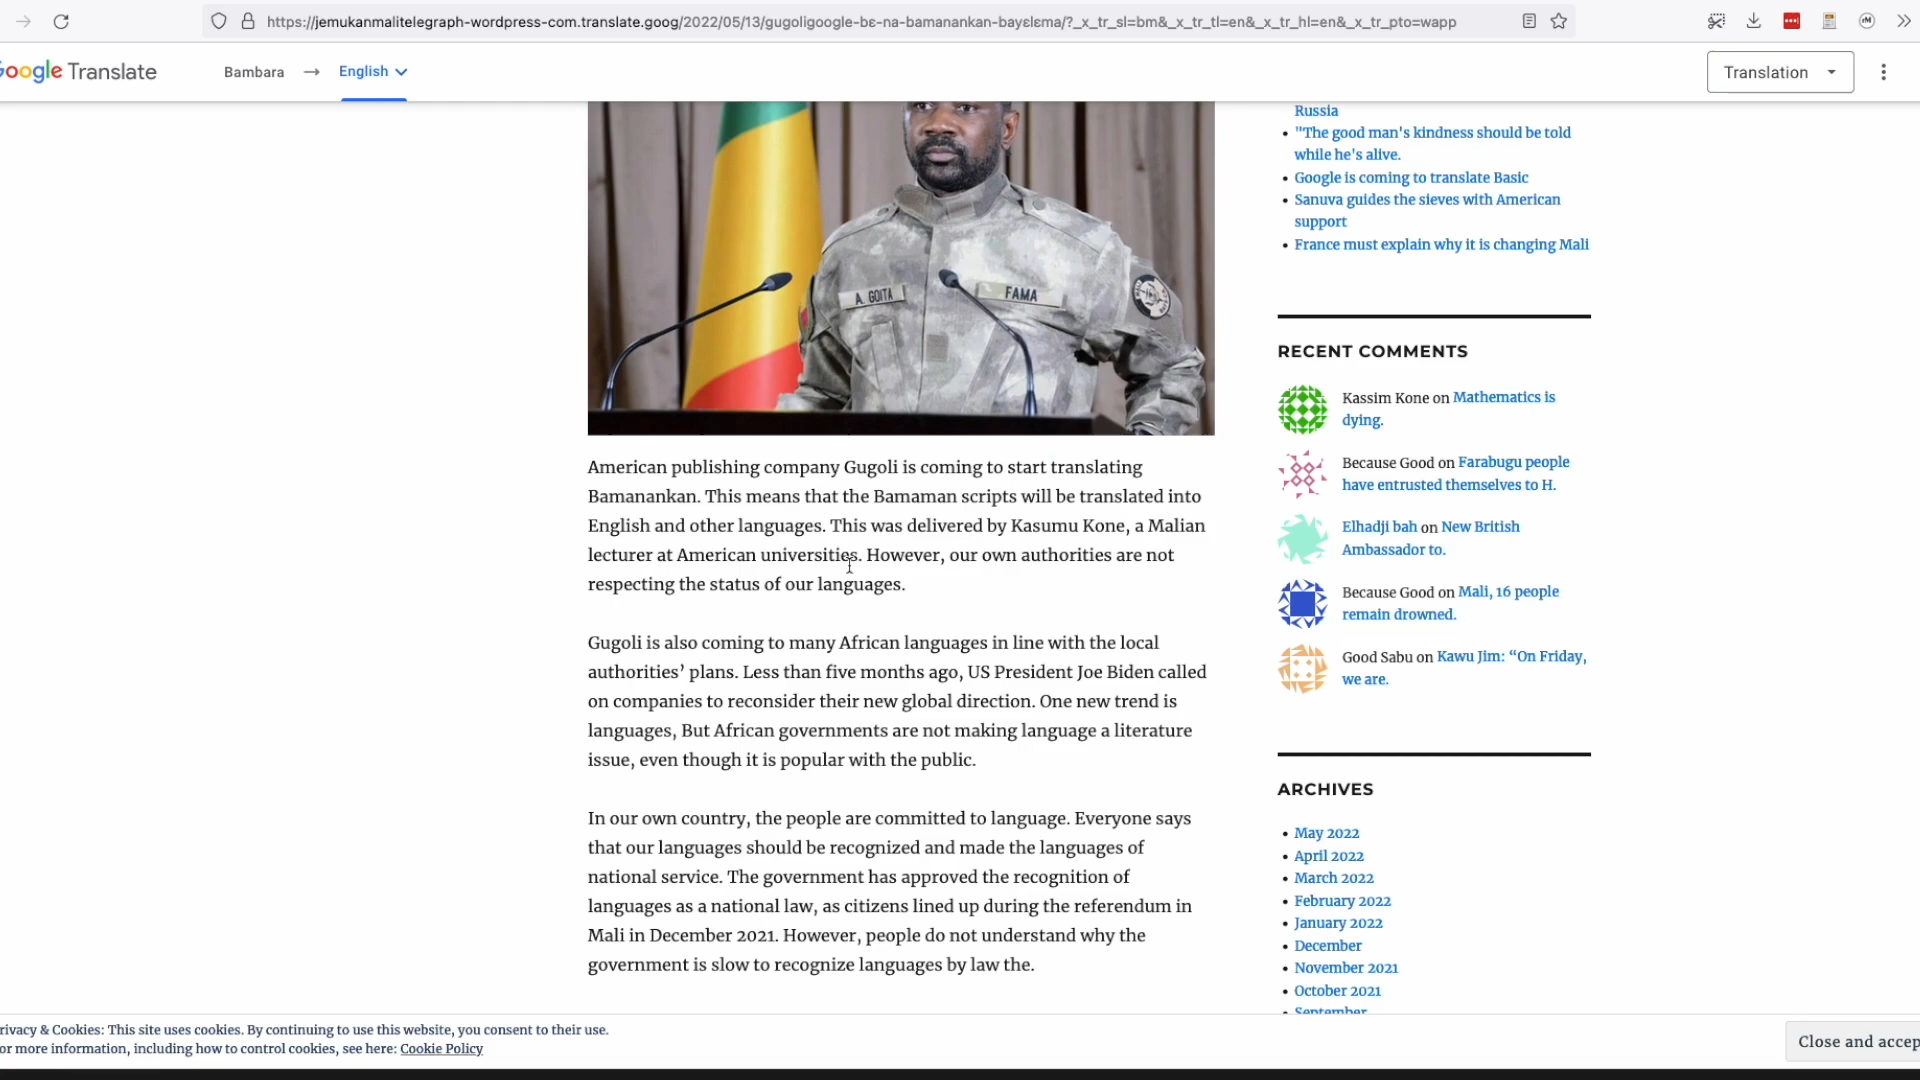 https://jemukanmalitelegraph-wordpress-com.translate.goog/2022/05/13/gugoligoogle-bɛ-na-bamanankan-bayɛlɛma/?_x_tr_sl=bm&_x_tr_tl=en&_x_tr_hl=en&_x_tr_pto=wapp
Google Translate
Bambara → English
Translation
A. GOITA
FAMA
American publishing company Gugoli is coming to start translating
Bamanankan. This means that the Bamaman scripts will be translated into
English and other languages. This was delivered by Kasumu Kone, a Malian
lecturer at American universities. However, our own authorities are not
respecting the status of our languages.
Gugoli is also coming to many African languages in line with the local
authorities’ plans. Less than five months ago, US President Joe Biden called
on companies to reconsider their new global direction. One new trend is
languages, But African governments are not making language a literature
issue, even though it is popular with the public.
In our own country, the people are committed to language. Everyone says
that our languages should be recognized and made the languages of
national service. The government has approved the recognition of
languages as a national law, as citizens lined up during the referendum in
Mali in December 2021. However, people do not understand why the
government is slow to recognize languages by law the.
Russia
"The good man's kindness should be told
while he's alive.
Google is coming to translate Basic
Sanuva guides the sieves with American
support
France must explain why it is changing Mali
RECENT COMMENTS
Kassim Kone on Mathematics is
dying.
Because Good on Farabugu people
have entrusted themselves to H.
Elhadji bah on New British
Ambassador to.
Because Good on Mali, 16 people
remain drowned.
Good Sabu on Kawu Jim: “On Friday,
we are.
ARCHIVES
May 2022
April 2022
March 2022
February 2022
January 2022
December
November 2021
October 2021
September
rivacy & Cookies: This site uses cookies. By continuing to use this website, you consent to their use.
or more information, including how to control cookies, see here: Cookie Policy
Close and accep